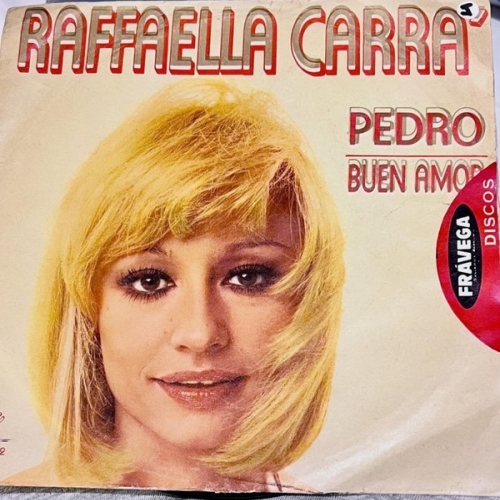 RAFFAELLA CARRA'
PEDRO
BUEN AMOR
FRÁVEGA
DISCOS